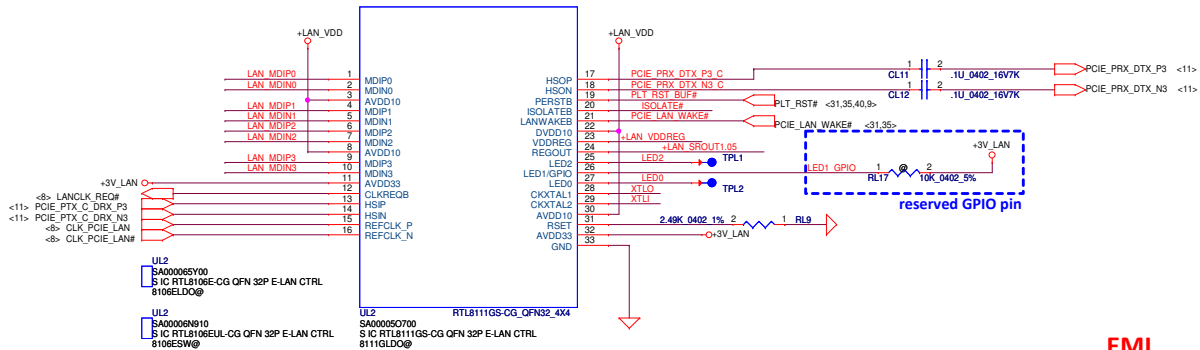 +LAN_VDD
+LAN_VDD
LAN_MDIP0 1 MDIP0
LAN_MDIN0 2 MDIN0
3 AVDD10
LAN_MDIP1 4 MDIP1
LAN_MDIN1 5 MDIN1
LAN_MDIP2 6 MDIP2
LAN_MDIN2 7 MDIN2
8 AVDD10
LAN_MDIP3 9 MDIP3
LAN_MDIN3 10 MDIN3
+3V_LAN 11 AVDD33
<8> LANCLK_REQ# 12 CLKREQB
<11> PCIE_PTX_C_DRX_P3 13 HSIP
<11> PCIE_PTX_C_DRX_N3 14 HSIN
<8> CLK_PCIE_LAN 15 REFCLK_P
<8> CLK_PCIE_LAN# 16 REFCLK_N
HSOP 17 PCIE_PRX_DTX_P3_C 1 2 PCIE_PRX_DTX_P3 <11>
CL11 .1U_0402_16V7K
HSON 18 PCIE_PRX_DTX_N3_C 1 2 PCIE_PRX_DTX_N3 <11>
CL12 .1U_0402_16V7K
PERSTB 19 PLT_RST_BUF# PLT_RST# <31,35,40,9>
ISOLATEB 20 ISOLATE#
LANWAKEB 21 PCIE_LAN_WAKE# PCIE_LAN_WAKE# <31,35>
DVDD10 22
VDDREG 23 +LAN_VDDREG
REGOUT 24 +LAN_SROUT1.05
LED2 25 LED2 TPL1
LED1/GPIO 26 LED1_GPIO 1 @ 2 +3V_LAN
RL17 10K_0402_5%
LED0 27 LED0 TPL2
CKXTAL1 28 XTLO
CKXTAL2 29 XTLI
reserved GPIO pin
AVDD10 30
RSET 31 2.49K_0402_1% 2 1 RL9
AVDD33 32 +3V_LAN
GND 33
UL2
SA000065Y00
S IC RTL8106E-CG QFN 32P E-LAN CTRL
8106ELDO@
UL2
SA00006N910
S IC RTL8106EUL-CG QFN 32P E-LAN CTRL
8106ESW@
UL2 RTL8111GS-CG_QFN32_4X4
SA00005O700
S IC RTL8111GS-CG QFN 32P E-LAN CTRL
8111GLDO@
EMI